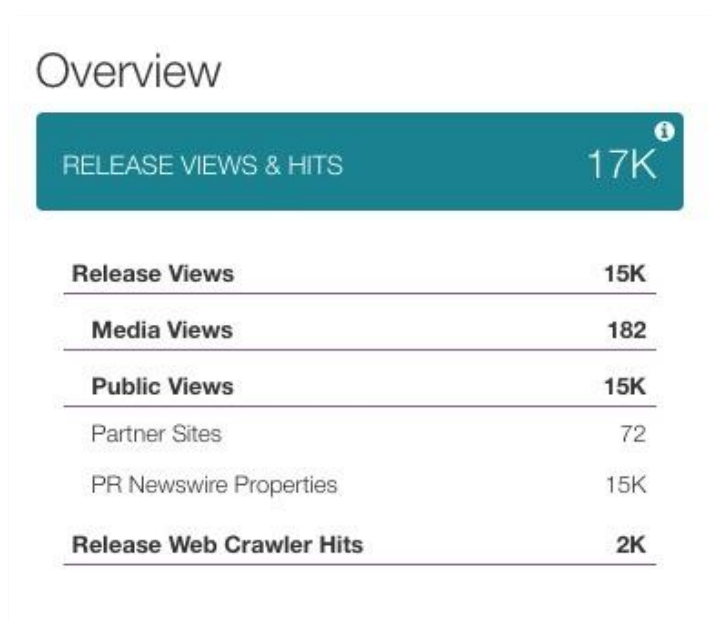 Overview
RELEASE VIEWS & HITS 17K
Release Views 15K
Media Views 182
Public Views 15K
Partner Sites 72
PR Newswire Properties 15K
Release Web Crawler Hits 2K